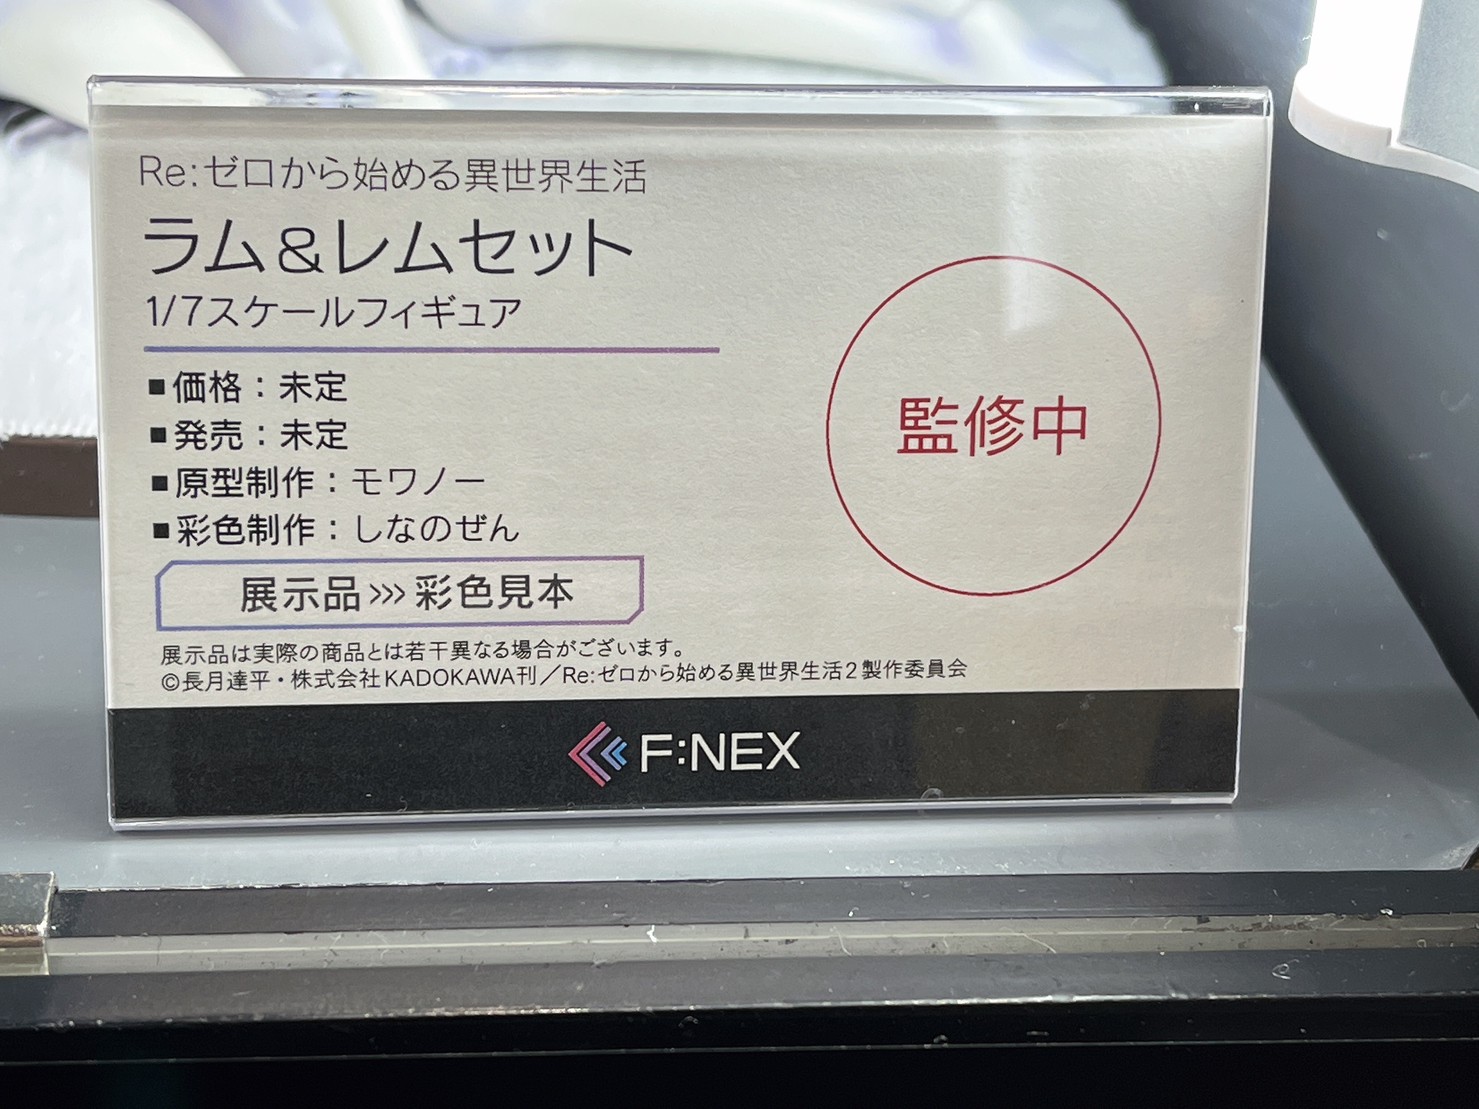 Re:ゼロから始める異世界生活
ラム&レムセット
1/7スケールフィギュア
■価格：未定
■発売：未定
■原型制作：モワノー
■彩色制作：しなのぜん
展示品>>>彩色見本
展示品は実際の商品とは若干異なる場合がございます。
©長月達平・株式会社KADOKAWA刊／Re:ゼロから始める異世界生活2製作委員会
監修中
F:NEX